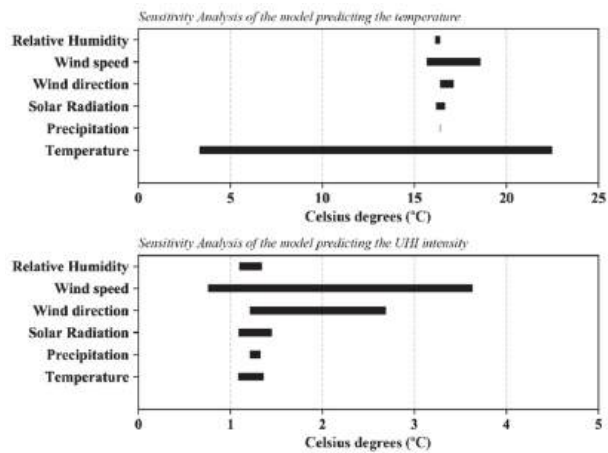 Sensitivity Analysis of the model predicting the temperature
Relative Humidity
Wind speed
Wind direction
Solar Radiation
Precipitation
Temperature
0 5 10 15 20 25
Celsius degrees (°C)
Sensitivity Analysis of the model predicting the UHI intensity
Relative Humidity
Wind speed
Wind direction
Solar Radiation
Precipitation
Temperature
0 1 2 3 4 5
Celsius degrees (°C)